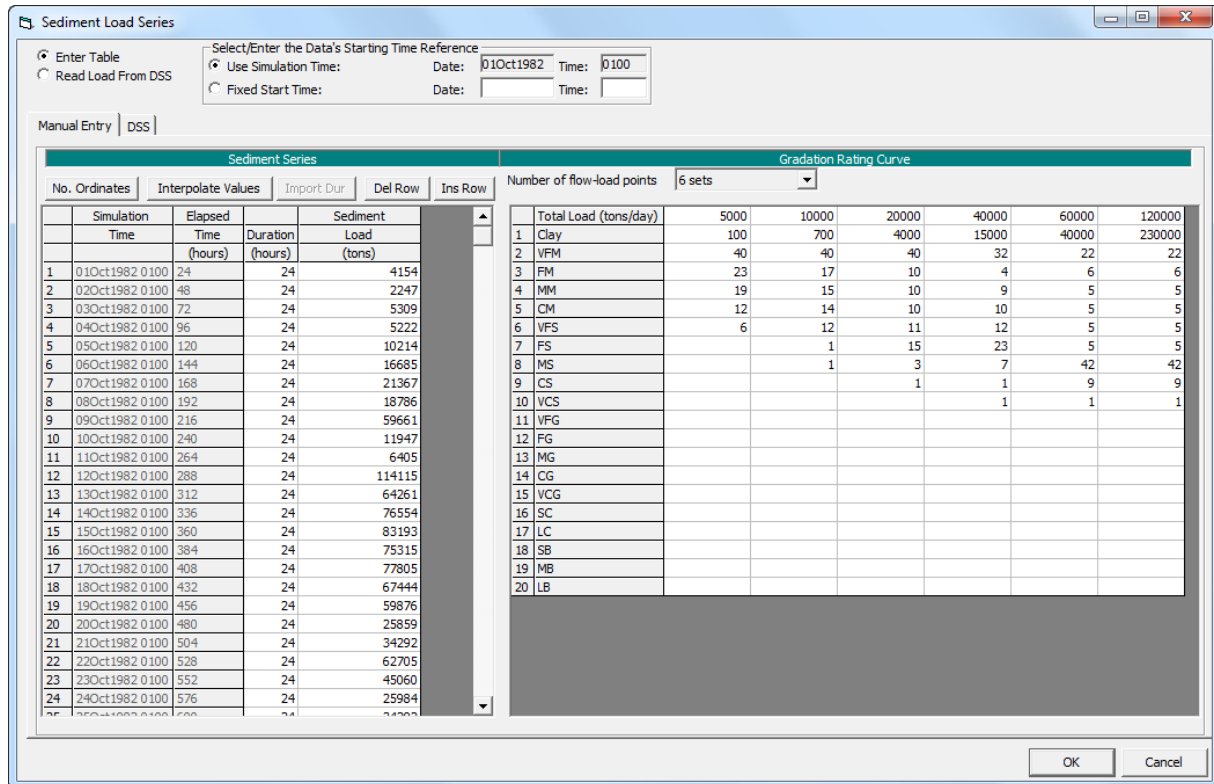 Sediment Load Series
Enter Table
Read Load From DSS
Select/Enter the Data's Starting Time Reference
Use Simulation Time: Date: 01Oct1982 Time: 0100
Fixed Start Time: Date: Time:
Manual Entry DSS
Sediment Series
No. Ordinates Interpolate Values Import Dur Del Row Ins Row
Simulation Elapsed Sediment
Time Time Duration Load
(hours) (hours) (tons)
1 01Oct1982 0100 24 24 4154
2 02Oct1982 0100 48 24 2247
3 03Oct1982 0100 72 24 5309
4 04Oct1982 0100 96 24 5222
5 05Oct1982 0100 120 24 10214
6 06Oct1982 0100 144 24 16685
7 07Oct1982 0100 168 24 21367
8 08Oct1982 0100 192 24 18786
9 09Oct1982 0100 216 24 59661
10 10Oct1982 0100 240 24 11947
11 11Oct1982 0100 264 24 6405
12 12Oct1982 0100 288 24 114115
13 13Oct1982 0100 312 24 64261
14 14Oct1982 0100 336 24 76554
15 15Oct1982 0100 360 24 83193
16 16Oct1982 0100 384 24 75315
17 17Oct1982 0100 408 24 77805
18 18Oct1982 0100 432 24 67444
19 19Oct1982 0100 456 24 59876
20 20Oct1982 0100 480 24 25859
21 21Oct1982 0100 504 24 34292
22 22Oct1982 0100 528 24 62705
23 23Oct1982 0100 552 24 45060
24 24Oct1982 0100 576 24 25984
Gradation Rating Curve
Number of flow-load points 6 sets
Total Load (tons/day) 5000 10000 20000 40000 60000 120000
1 Clay 100 700 4000 15000 40000 230000
2 VFM 40 40 40 32 22 22
3 FM 23 17 10 4 6 6
4 MM 19 15 10 9 5 5
5 CM 12 14 10 10 5 5
6 VFS 6 12 11 12 5 5
7 FS 1 15 23 5 5
8 MS 1 3 7 42 42
9 CS 1 1 9 9
10 VCS 1 1 1
11 VFG
12 FG
13 MG
14 CG
15 VCG
16 SC
17 LC
18 SB
19 MB
20 LB
OK Cancel